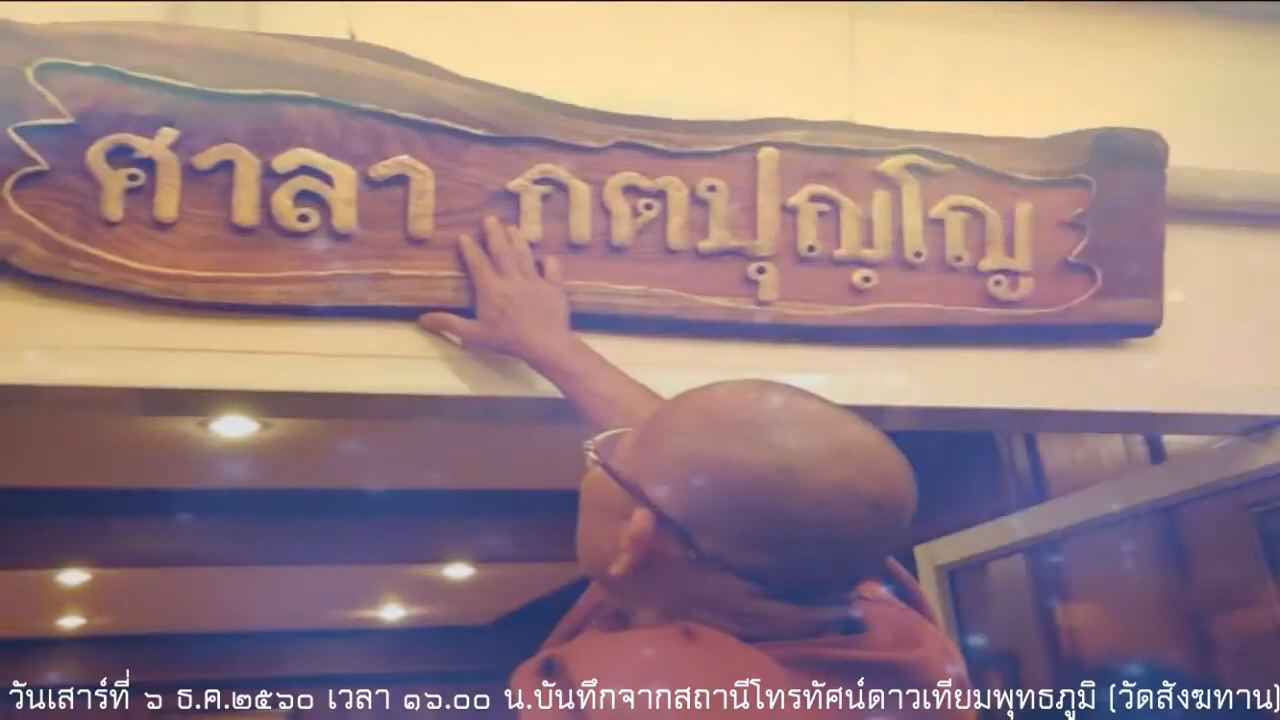 ศาลา กตปุญฺโญ
วันเสาร์ที่ ๖ ธ.ค.๒๕๖๐ เวลา ๑๖.๐๐ น.บันทึกจากสถานีโทรทัศน์ดาวเทียมพุทธภูมิ (วัดสังฆทาน)